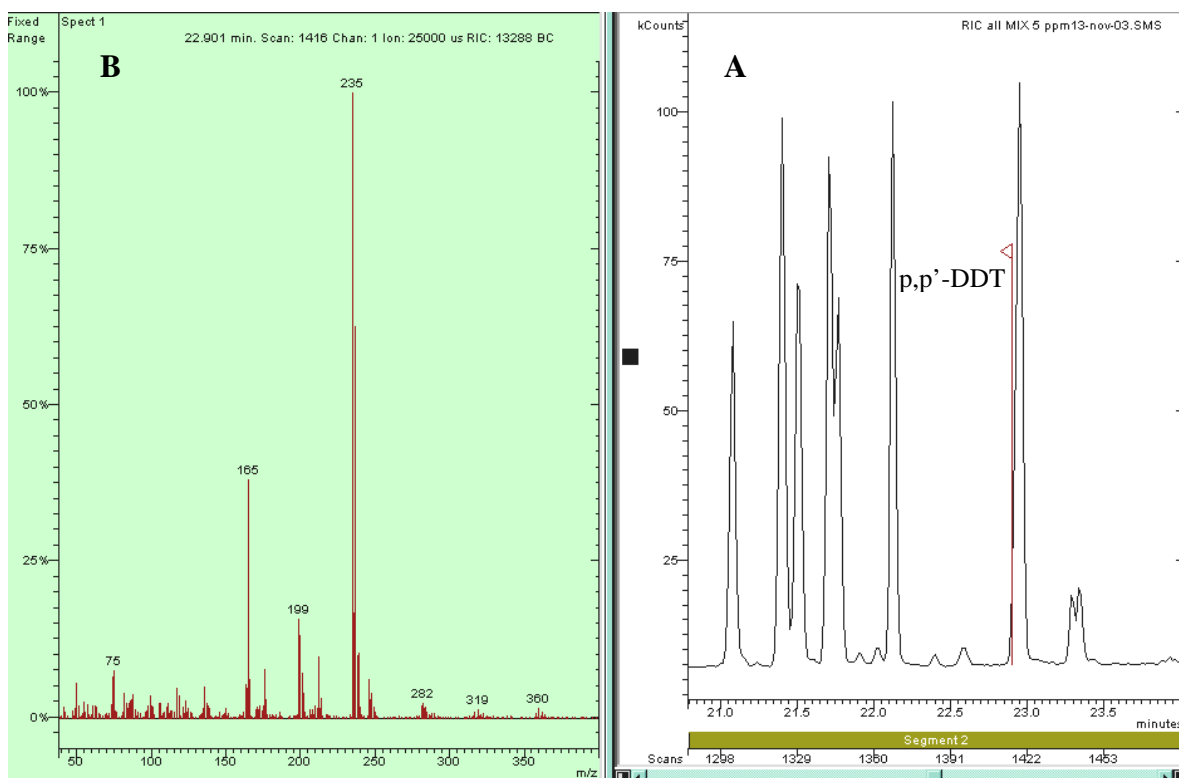 Fixed Range
Spect 1
22.901 min. Scan: 1416 Chan: 1 Ion: 25000 us RIC: 13288 BC
B
235
100%
75%
50%
165
25%
199
75
282
319
360
0%
50 100 150 200 250 300 350
m/z
kCounts
RIC all MIX 5 ppm13-nov-03.SMS
A
100
75
p,p’-DDT
50
25
21.0 21.5 22.0 22.5 23.0 23.5
minutes
Segment 2
Scans 1298 1329 1360 1391 1422 1453